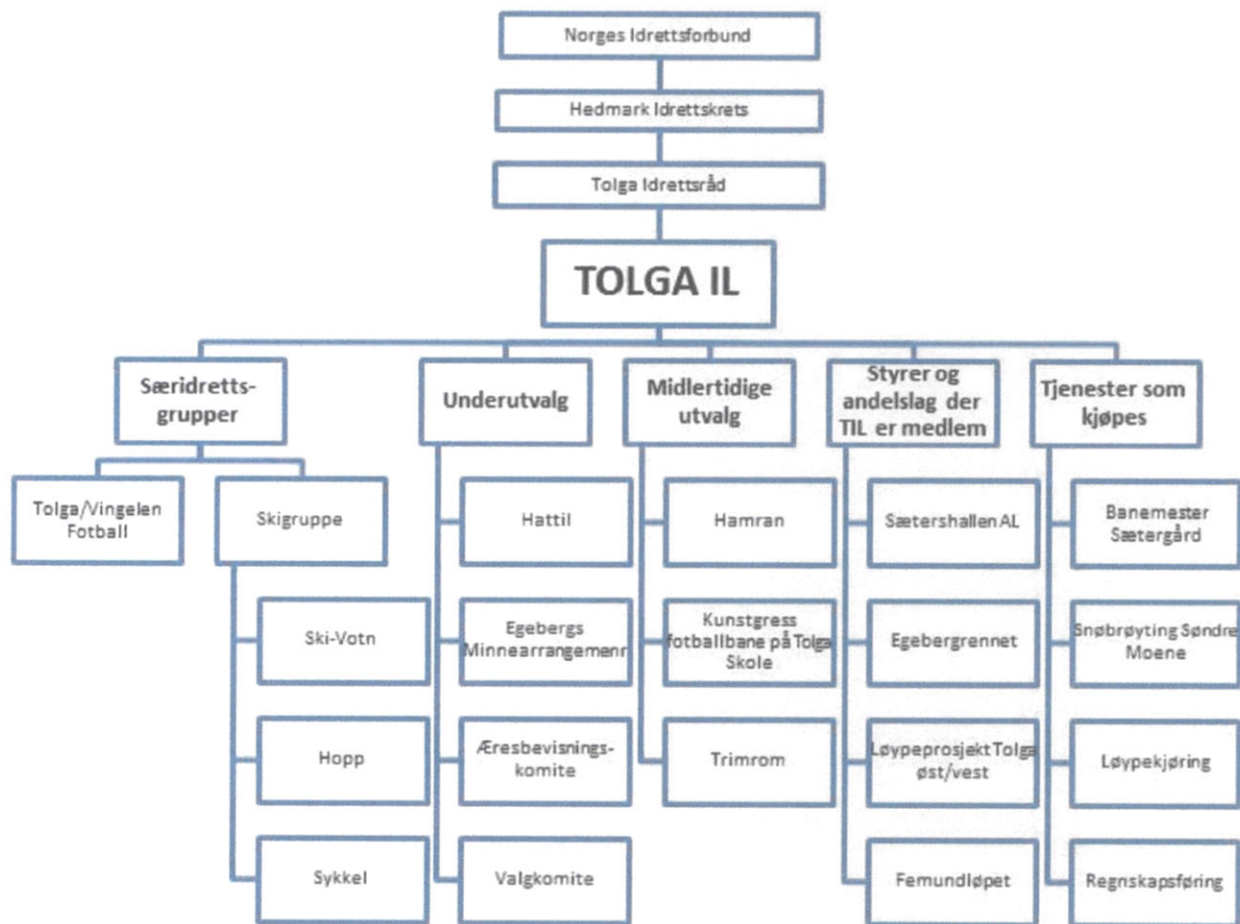 Norges Idrettsforbund
Hedmark Idrettskrets
Tolga Idrettsråd
TOLGA IL
Særidretts-
grupper
Underutvalg
Midlertidige
utvalg
Styrer og
andelslag der
TIL er medlem
Tjenester som
kjøpes
Tolga/Vingelen
Fotball
Skigruppe
Ski-Votn
Hopp
Sykkel
Hattil
Egebergs
Minnearrangemenr
Æresbevisnings-
komite
Valgkomite
Hamran
Kunstgress
fotballbane på Tolga
Skole
Trimrom
Sætershallen AL
Egebergrennet
Løypeprosjekt Tolga
øst/vest
Femundløpet
Banemester
Sætergård
Snøbrøyting Søndre
Moene
Løypekjøring
Regnskapsføring